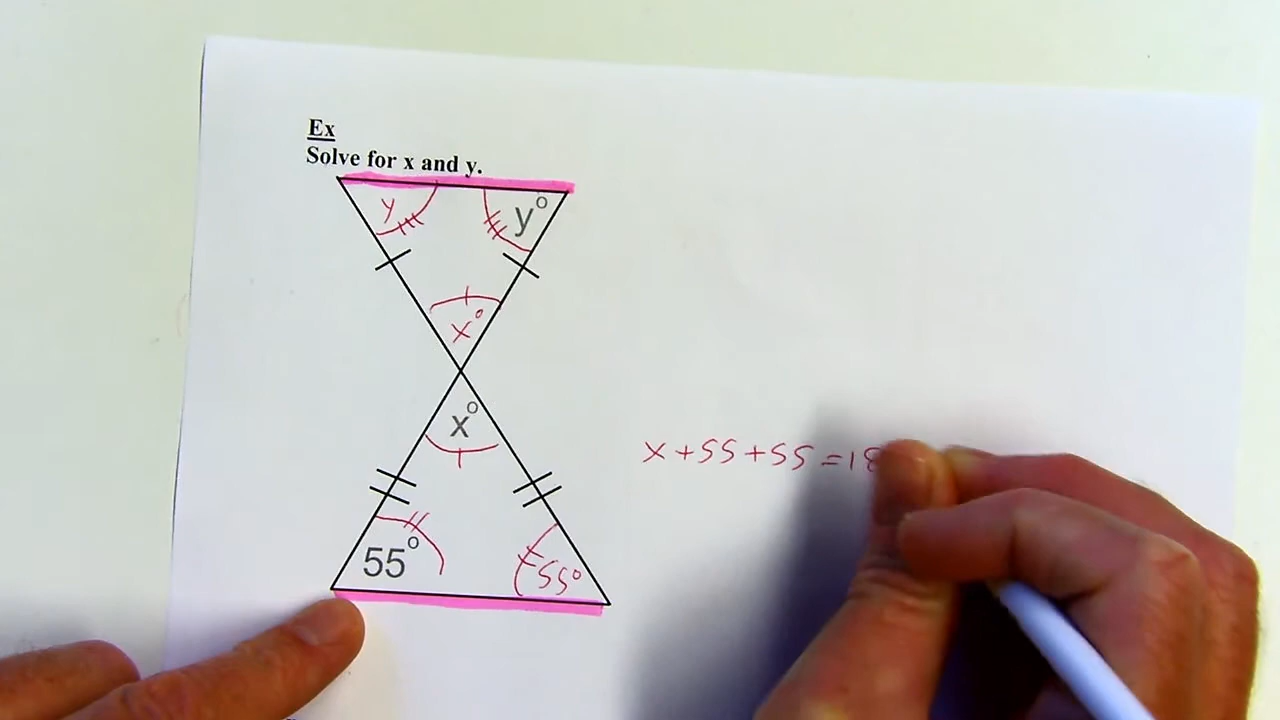 Ex
Solve for x and y.
y y°
x°
x°
x+55+55=18
55° 55°